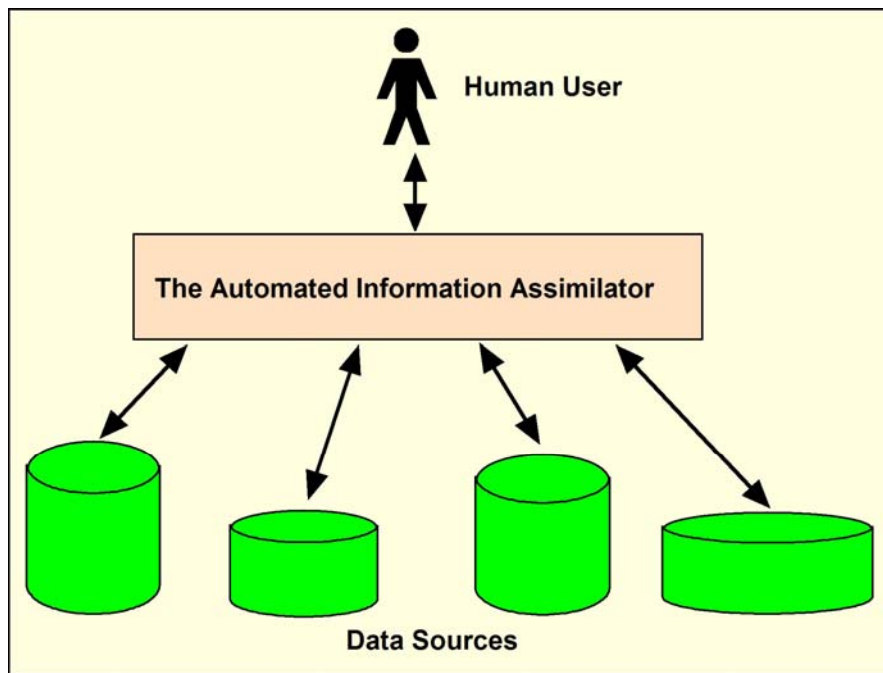 Human User
The Automated Information Assimilator
Data Sources